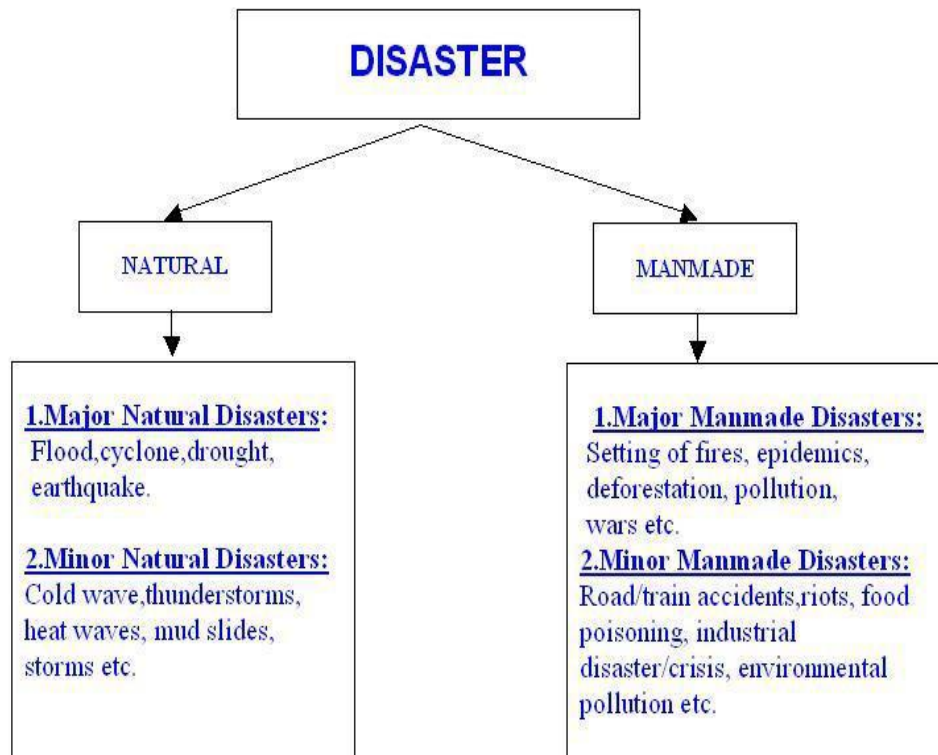 DISASTER
NATURAL
MANMADE
1.Major Natural Disasters:
Flood,cyclone,drought,
earthquake.
2.Minor Natural Disasters:
Cold wave,thunderstorms,
heat waves, mud slides,
storms etc.
1.Major Manmade Disasters:
Setting of fires, epidemics,
deforestation, pollution,
wars etc.
2.Minor Manmade Disasters:
Road/train accidents,riots, food
poisoning, industrial
disaster/crisis, environmental
pollution etc.